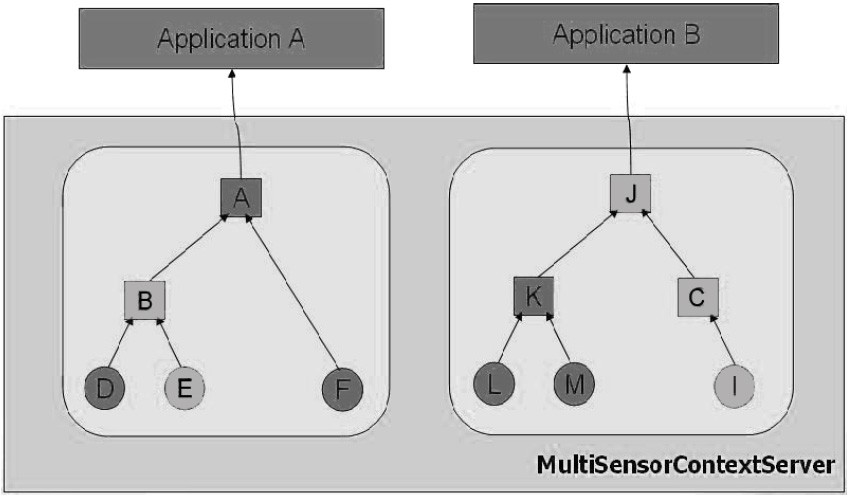 Application A
Application B
A
J
B
K
C
D
E
F
L
M
I
MultiSensorContextServer